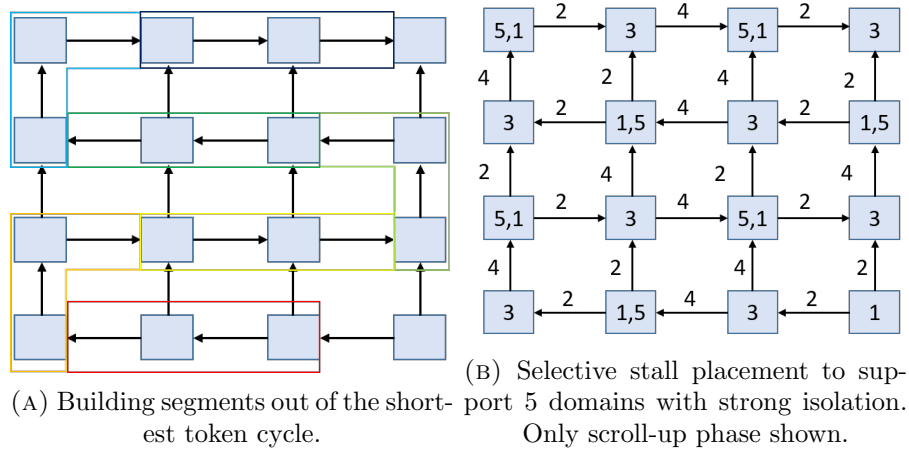 2 4 2
5,1 3 5,1 3
4 2 4 2
2 4 2
3 1,5 3 1,5
2 4 2 4
2 4 2
5,1 3 5,1 3
4 2 4 2
2 4 2
3 1,5 3 1
(A) Building segments out of the short-
est token cycle.
(B) Selective stall placement to sup-
port 5 domains with strong isolation.
Only scroll-up phase shown.